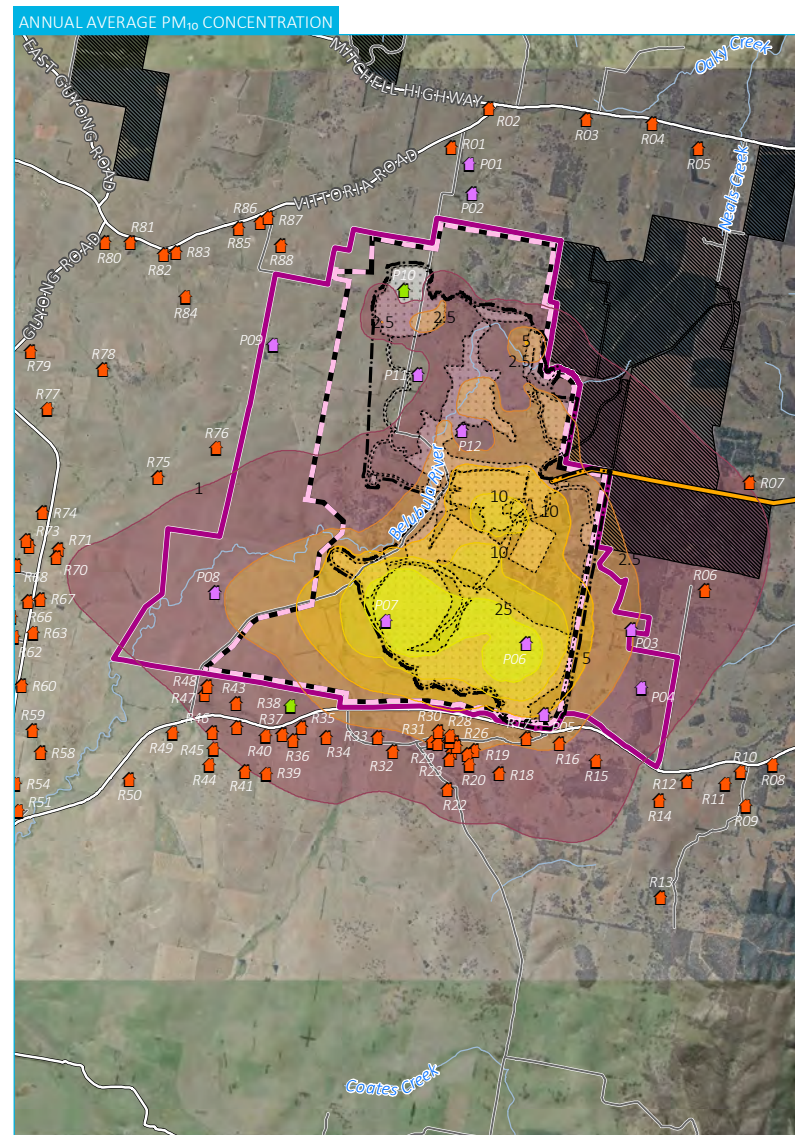 ANNUAL AVERAGE PM₁₀ CONCENTRATION
EAST GUYONG ROAD
MITCHELL HIGHWAY
Oaky Creek
R02
R03
R04
R05
R01
P01
P02
Neals Creek
VITTORIA ROAD
R86
R87
R85
R88
R81
R80
R82
R83
GUYONG ROAD
R84
P10
2.5
2.5
5
2.5
P09
R79
R78
P11
R77
P12
R76
R75
1
Belubula River
R07
10
10
10
R74
R73
R71
R70
R68
2.5
P08
R06
R67
R66
25
P07
R63
R62
P03
P06
5
R60
P04
R48
R47
R43
R38
R59
R46
R37
R35
R30
R28
R31
R26
R49
R40
R33
R58
R45
R36
R34
R32
R29
R19
R16
R23
R20
R18
R15
R44
R41
R39
R50
R54
R51
R22
R12
R10
R08
R11
R14
R09
R13
Coates Creek